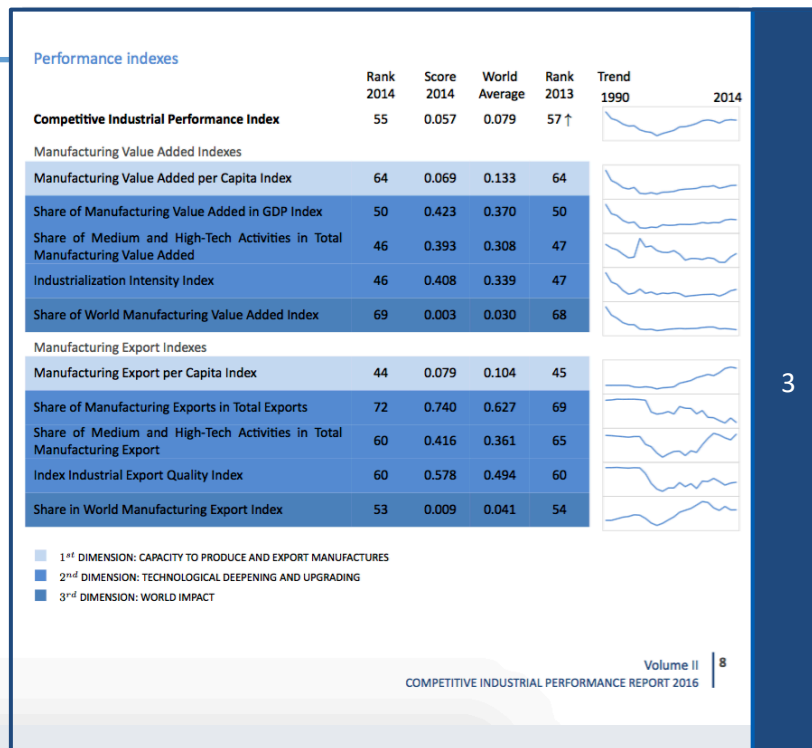 Performance indexes
Rank Score World Rank Trend
2014 2014 Average 2013 1990 2014
Competitive Industrial Performance Index 55 0.057 0.079 57 ↑
Manufacturing Value Added Indexes
Manufacturing Value Added per Capita Index 64 0.069 0.133 64
Share of Manufacturing Value Added in GDP Index 50 0.423 0.370 50
Share of Medium and High-Tech Activities in Total
Manufacturing Value Added 46 0.393 0.308 47
Industrialization Intensity Index 46 0.408 0.339 47
Share of World Manufacturing Value Added Index 69 0.003 0.030 68
Manufacturing Export Indexes
Manufacturing Export per Capita Index 44 0.079 0.104 45
Share of Manufacturing Exports in Total Exports 72 0.740 0.627 69
Share of Medium and High-Tech Activities in Total
Manufacturing Export 60 0.416 0.361 65
Index Industrial Export Quality Index 60 0.578 0.494 60
Share in World Manufacturing Export Index 53 0.009 0.041 54
1st DIMENSION: CAPACITY TO PRODUCE AND EXPORT MANUFACTURES
2nd DIMENSION: TECHNOLOGICAL DEEPENING AND UPGRADING
3rd DIMENSION: WORLD IMPACT
Volume II 8
COMPETITIVE INDUSTRIAL PERFORMANCE REPORT 2016
3